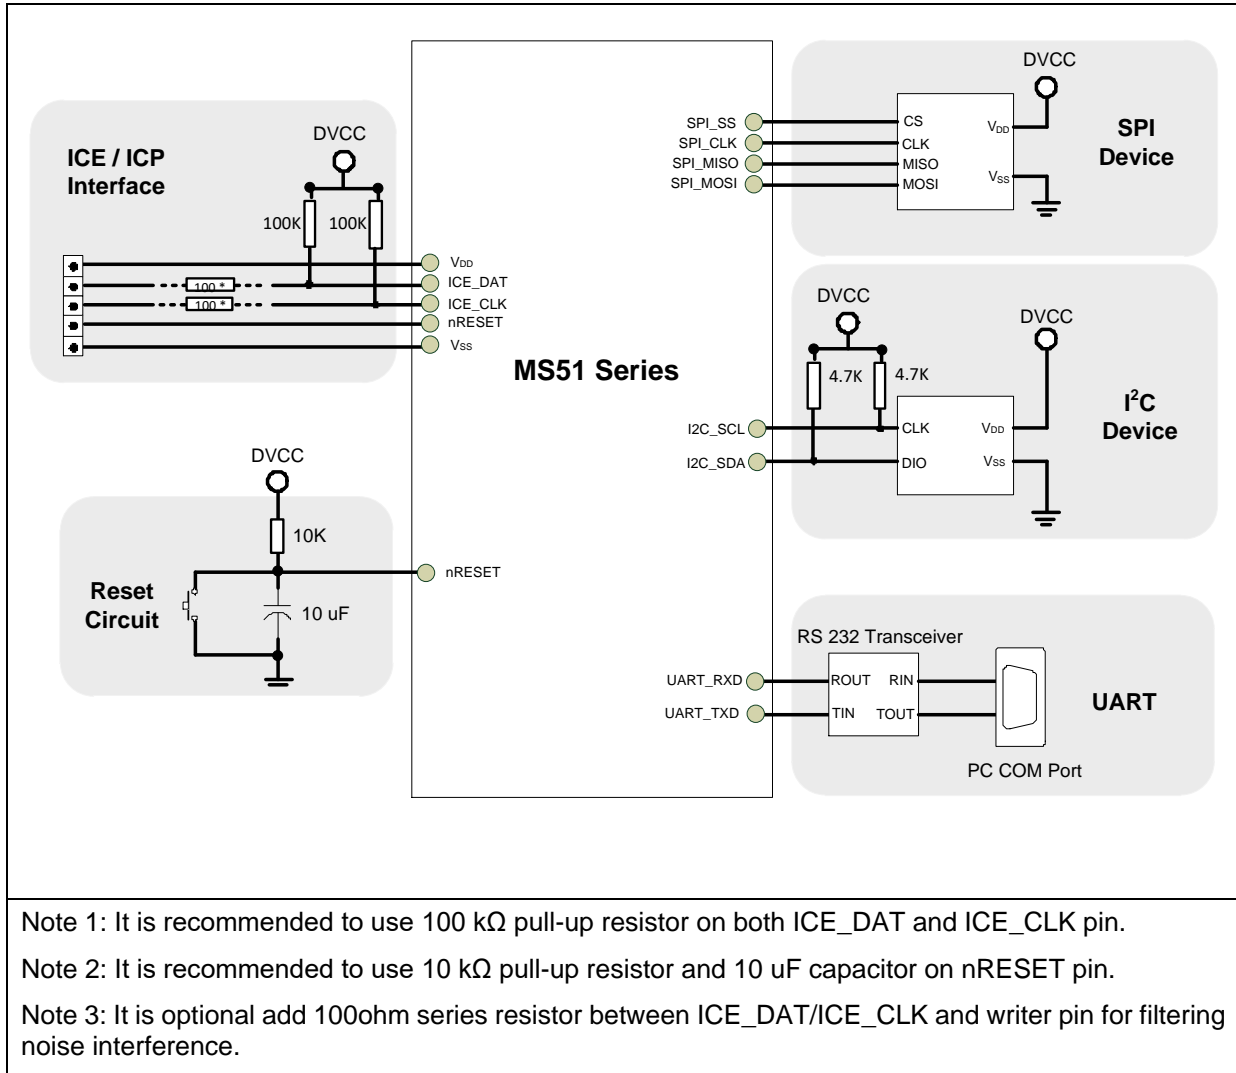 ICE / ICP
Interface
DVCC
100K
100K
100 *
100 *
VDD
ICE_DAT
ICE_CLK
nRESET
VSS
DVCC
10K
Reset
Circuit
10 uF
nRESET
MS51 Series
SPI_SS
SPI_CLK
SPI_MISO
SPI_MOSI
CS
CLK
MISO
MOSI
VDD
VSS
DVCC
SPI
Device
DVCC
4.7K
4.7K
I2C_SCL
I2C_SDA
CLK
DIO
VDD
VSS
DVCC
I2C
Device
RS 232 Transceiver
UART_RXD
UART_TXD
ROUT
RIN
TIN
TOUT
UART
PC COM Port
Note 1: It is recommended to use 100 kΩ pull-up resistor on both ICE_DAT and ICE_CLK pin.
Note 2: It is recommended to use 10 kΩ pull-up resistor and 10 uF capacitor on nRESET pin.
Note 3: It is optional add 100ohm series resistor between ICE_DAT/ICE_CLK and writer pin for filtering
noise interference.